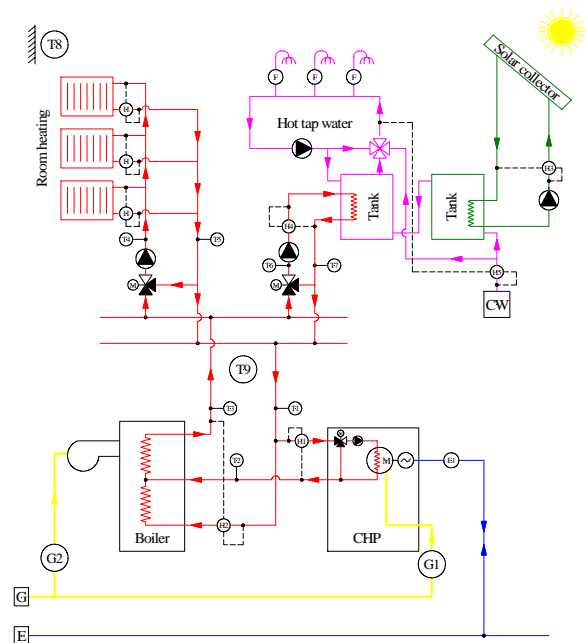 T8
Solar collector
F
F
F
Room heating
H
Hot tap water
H
H3
H
Tank
Tank
H4
T4
T5
T6
T7
H5
M
M
CW
T9
T3
T1
H1
T2
M
E1
H2
Boiler
CHP
G2
G1
G
E